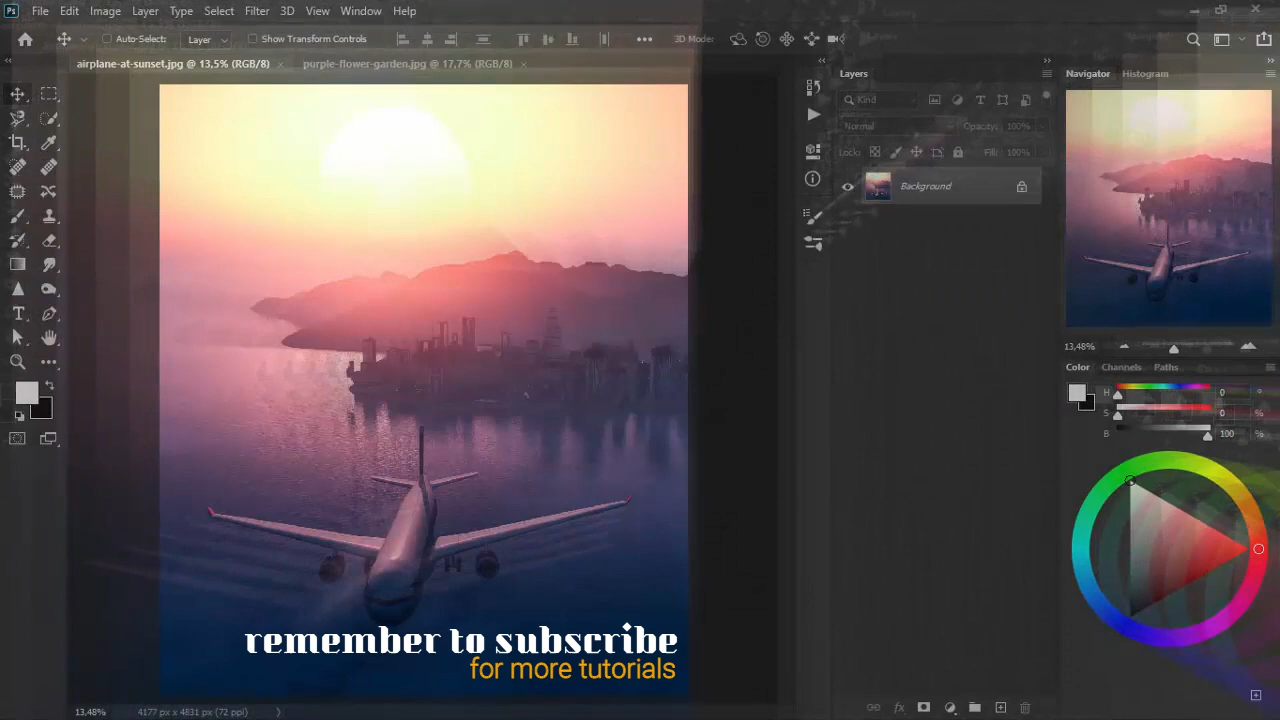 Ps File Edit Image Layer Type Select Filter 3D View Window Help
Auto-Select: Layer Show Transform Controls 3D Mode:
airplane-at-sunset.jpg @ 13,5% (RGB/8) × purple-flower-garden.jpg @ 17,7% (RGB/8) ×
Layers
Kind
Normal Opacity: 100%
Lock: Fill: 100%
Background
Navigator Histogram
13,48%
Color Channels Paths
H 0 °
S 0 %
B 100 %
remember to subscribe
for more tutorials
13,48% 4177 px x 4831 px (72 ppi)